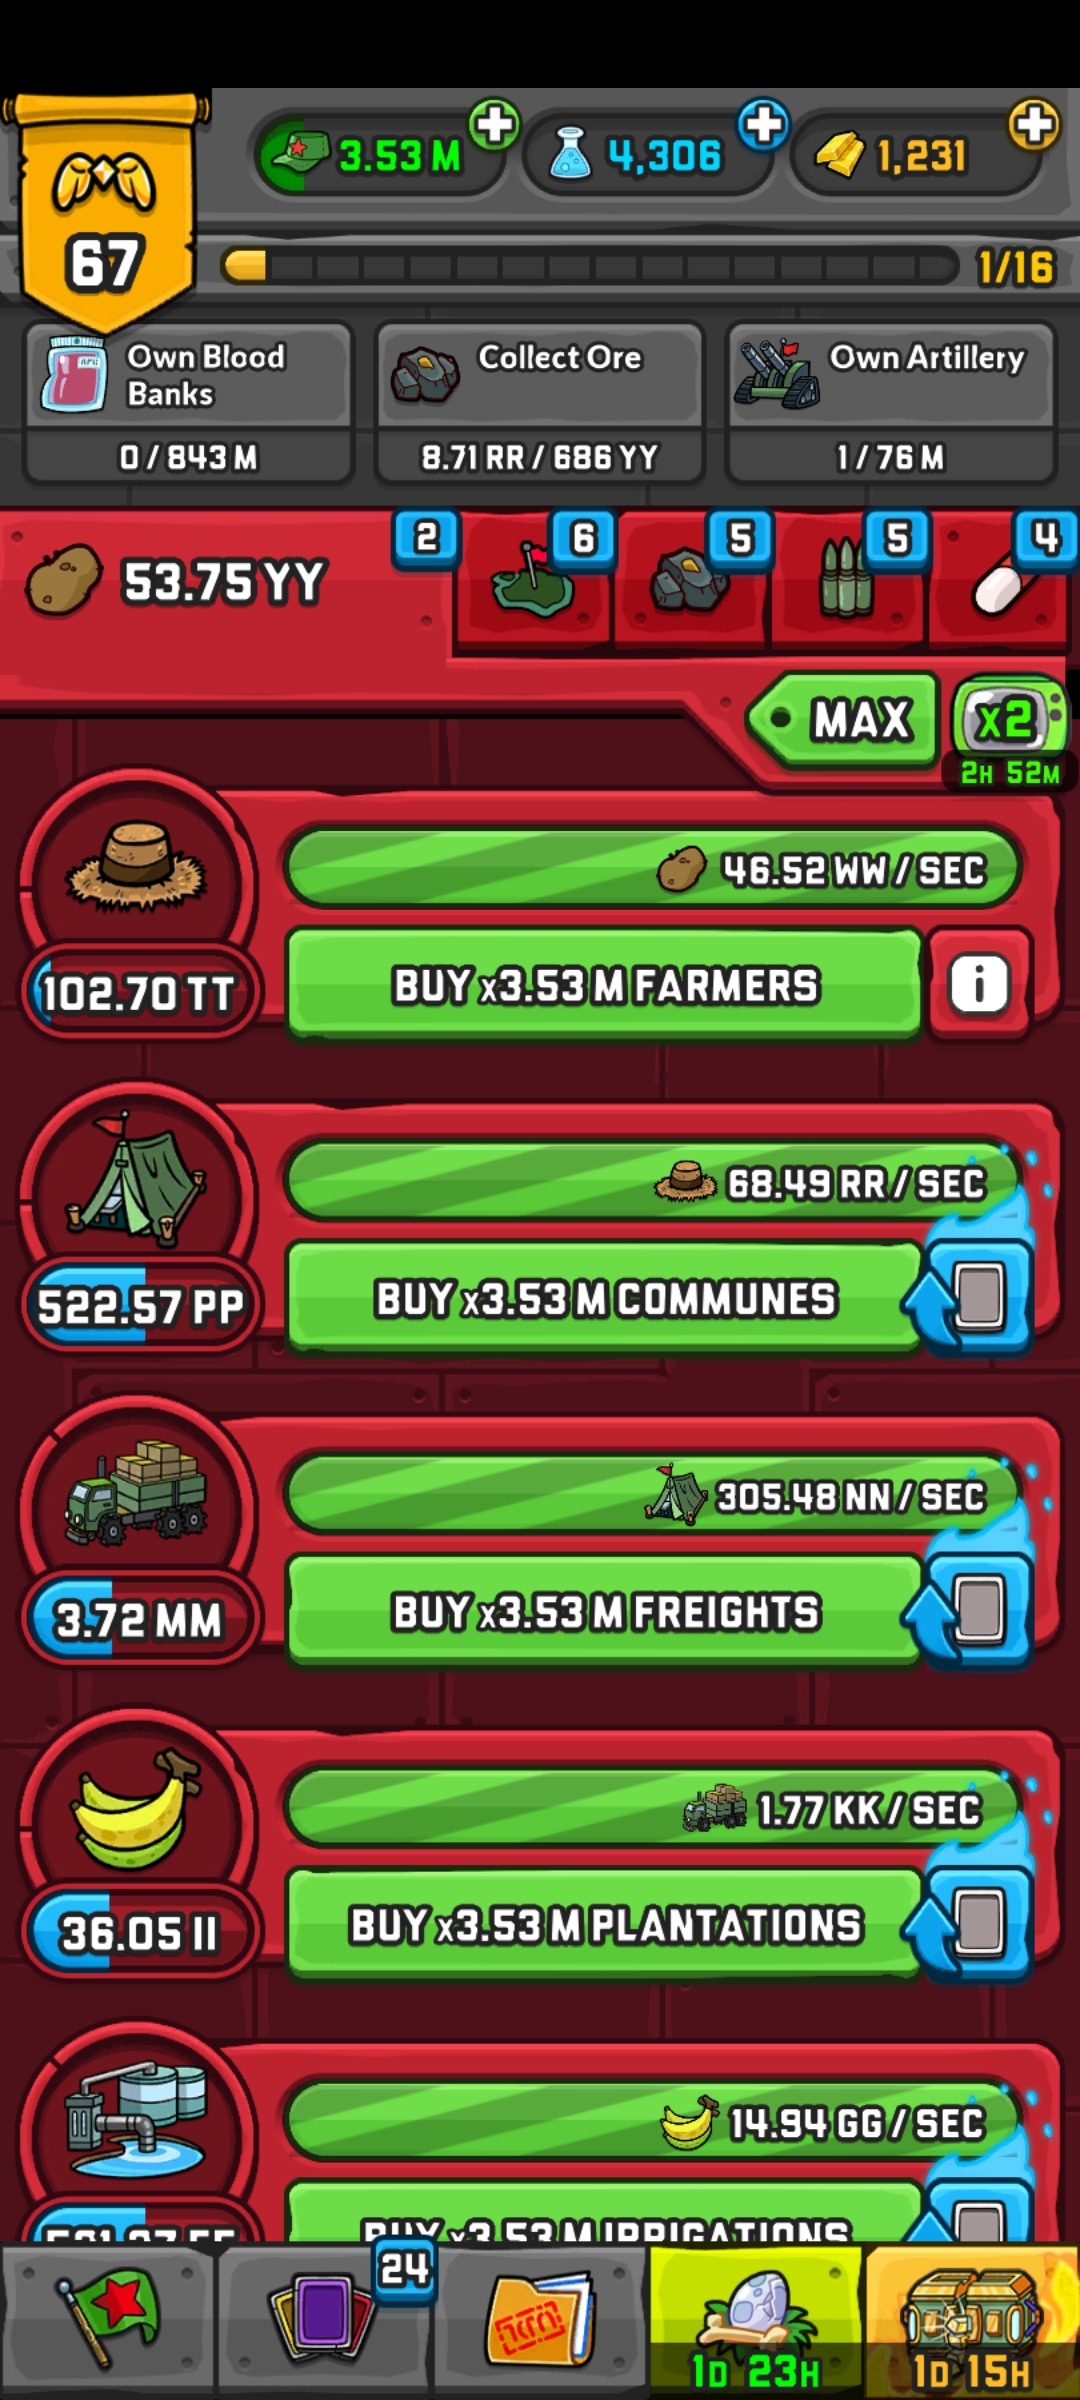 3.53 M
4,306
1,231
67
1/16
Own Blood
Banks
0 / 843 M
Collect Ore
8.71 RR / 686 YY
Own Artillery
1 / 76 M
53.75 YY
2
6
5
5
4
MAX
x2
2H 52M
46.52 WW / SEC
102.70 TT
BUY x3.53 M FARMERS
i
68.49 RR / SEC
522.57 PP
BUY x3.53 M COMMUNES
305.48 NN / SEC
3.72 MM
BUY x3.53 M FREIGHTS
1.77 KK / SEC
36.05 II
BUY x3.53 M PLANTATIONS
14.94 GG / SEC
BUY x3.53 M IRRIGATIONS
24
1D 23H
1D 15H